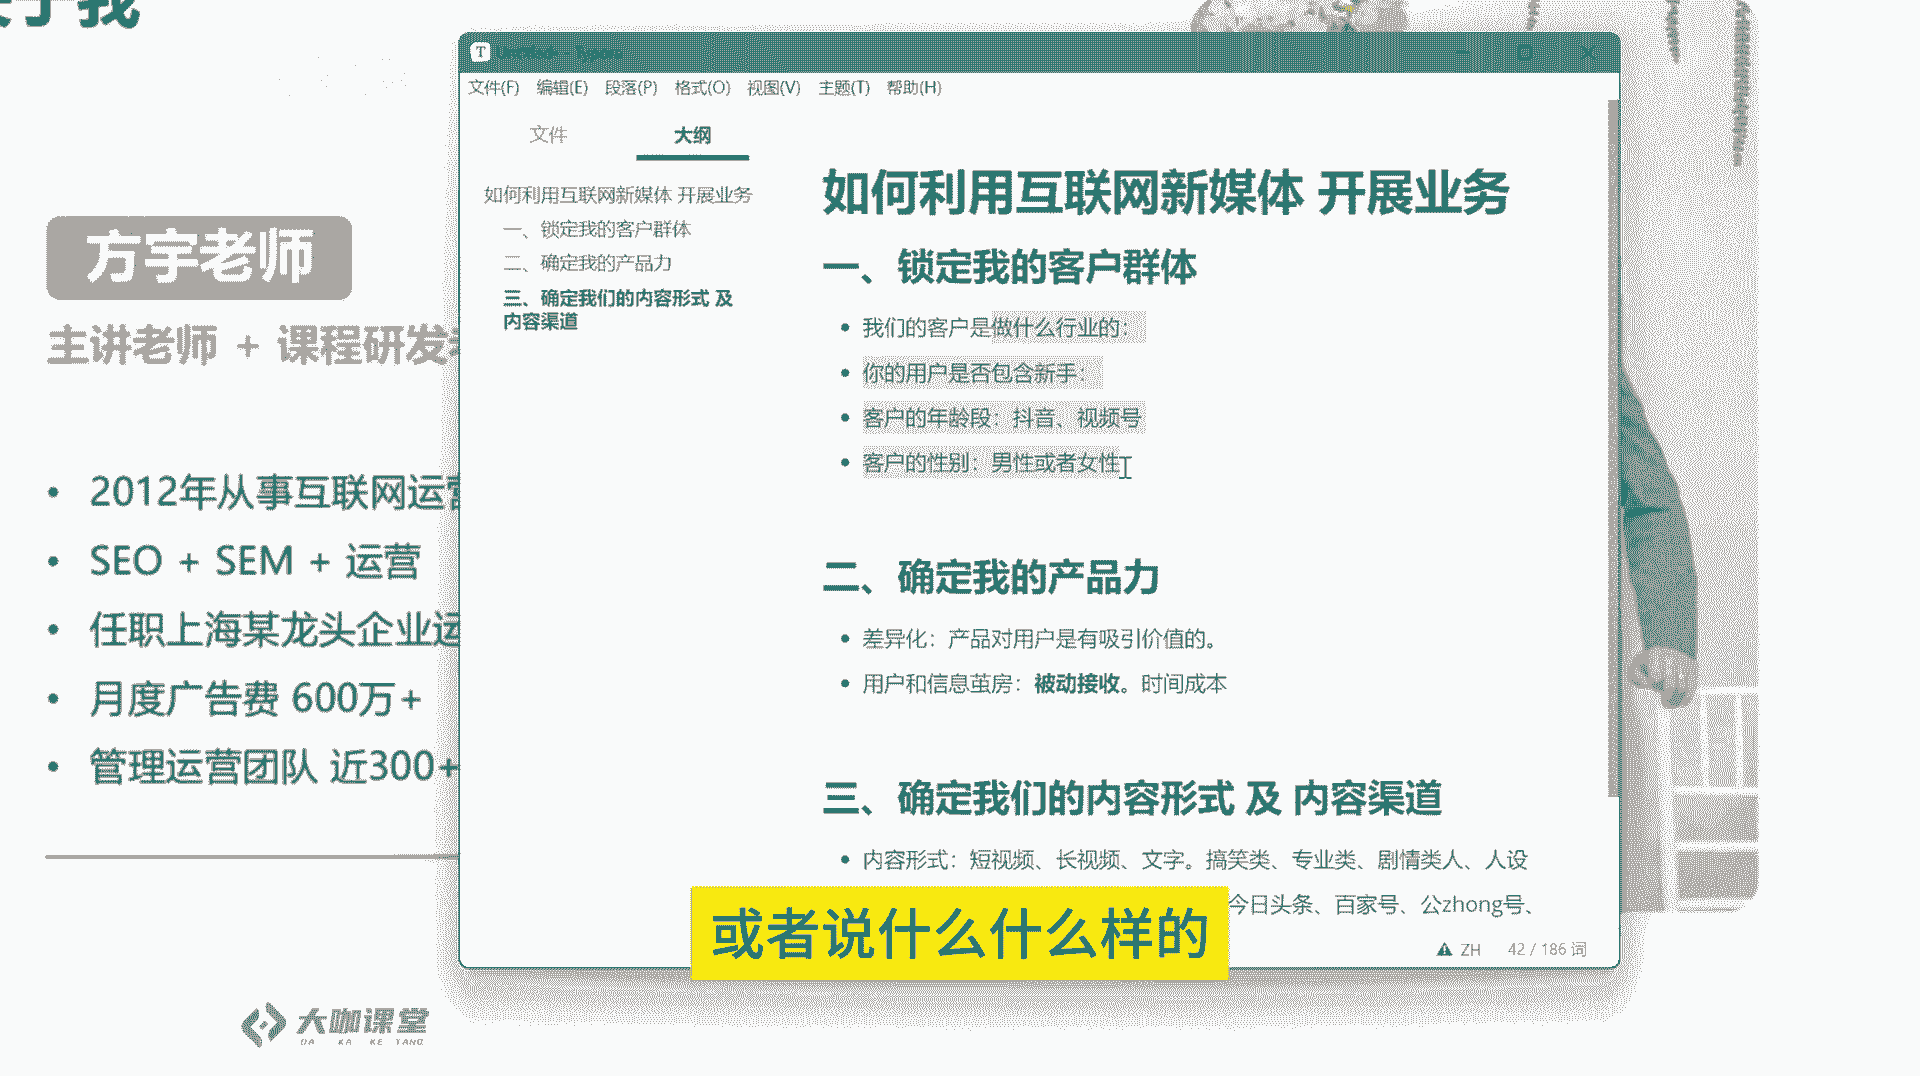 方宇老师
主讲老师 + 课程研发
2012年从事互联网运营
SEO + SEM + 运营
任职上海某龙头企业运
月度广告费 600万+
管理运营团队 近300+
大咖课堂
DA KA KE TANG
T
文件(F) 编辑(E) 段落(P) 格式(O) 视图(V) 主题(T) 帮助(H)
文件 大纲
如何利用互联网新媒体 开展业务
一、锁定我的客户群体
二、确定我的产品力
三、确定我们的内容形式 及
内容渠道
如何利用互联网新媒体 开展业务
一、锁定我的客户群体
我们的客户是做什么行业的：
你的用户是否包含新手：
客户的年龄段：抖音、视频号
客户的性别：男性或者女性
二、确定我的产品力
差异化：产品对用户是有吸引价值的。
用户和信息茧房：被动接收。时间成本
三、确定我们的内容形式 及 内容渠道
内容形式：短视频、长视频、文字。搞笑类、专业类、剧情类人、人设
今日头条、百家号、公zhong号、
ZH 42 / 186 词
或者说什么什么样的